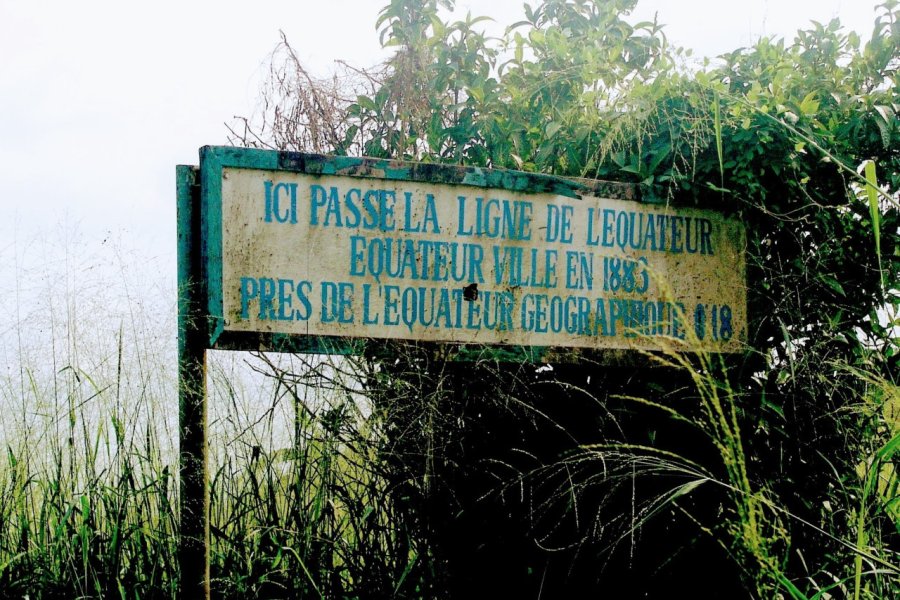 ICI PASSE LA LIGNE DE L'EQUATEUR
EQUATEUR VILLE EN 1883
PRES DE L'EQUATEUR GEOGRAPHIQUE